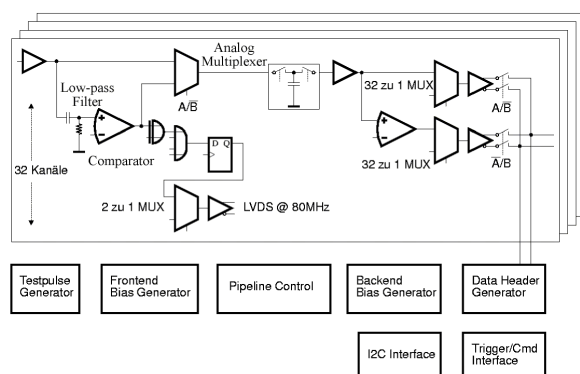 Analog
Multiplexer
Low-pass
Filter
+
−
A/B̅
32 zu 1 MUX
A/B̅
Comparator
32 Kanäle
D Q
+
−
32 zu 1 MUX
A̅/B
2 zu 1 MUX
LVDS @ 80MHz
Testpulse
Generator
Frontend
Bias Generator
Pipeline Control
Backend
Bias Generator
Data Header
Generator
I2C Interface
Trigger/Cmd
Interface